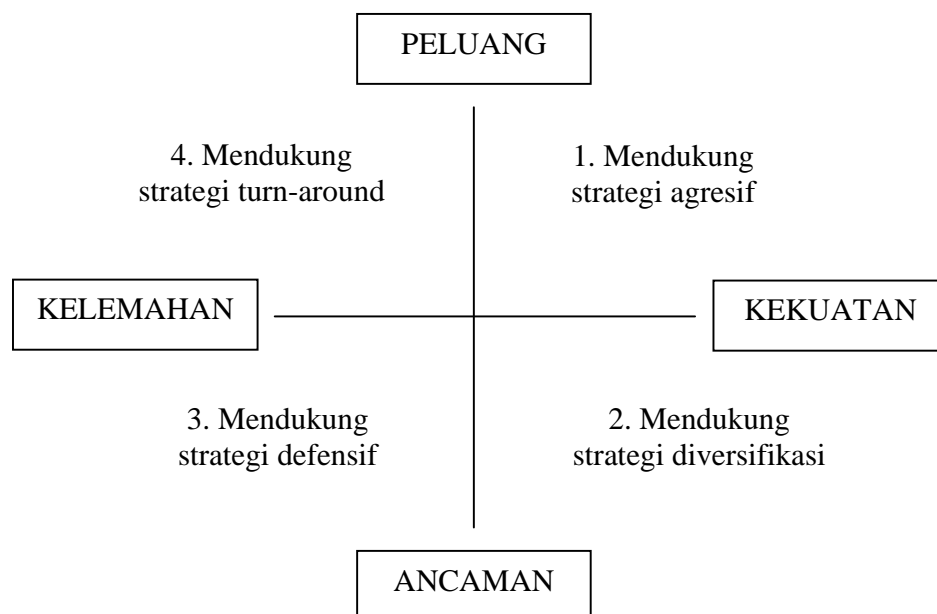 PELUANG
4. Mendukung
strategi turn-around
1. Mendukung
strategi agresif
KELEMAHAN
KEKUATAN
3. Mendukung
strategi defensif
2. Mendukung
strategi diversifikasi
ANCAMAN